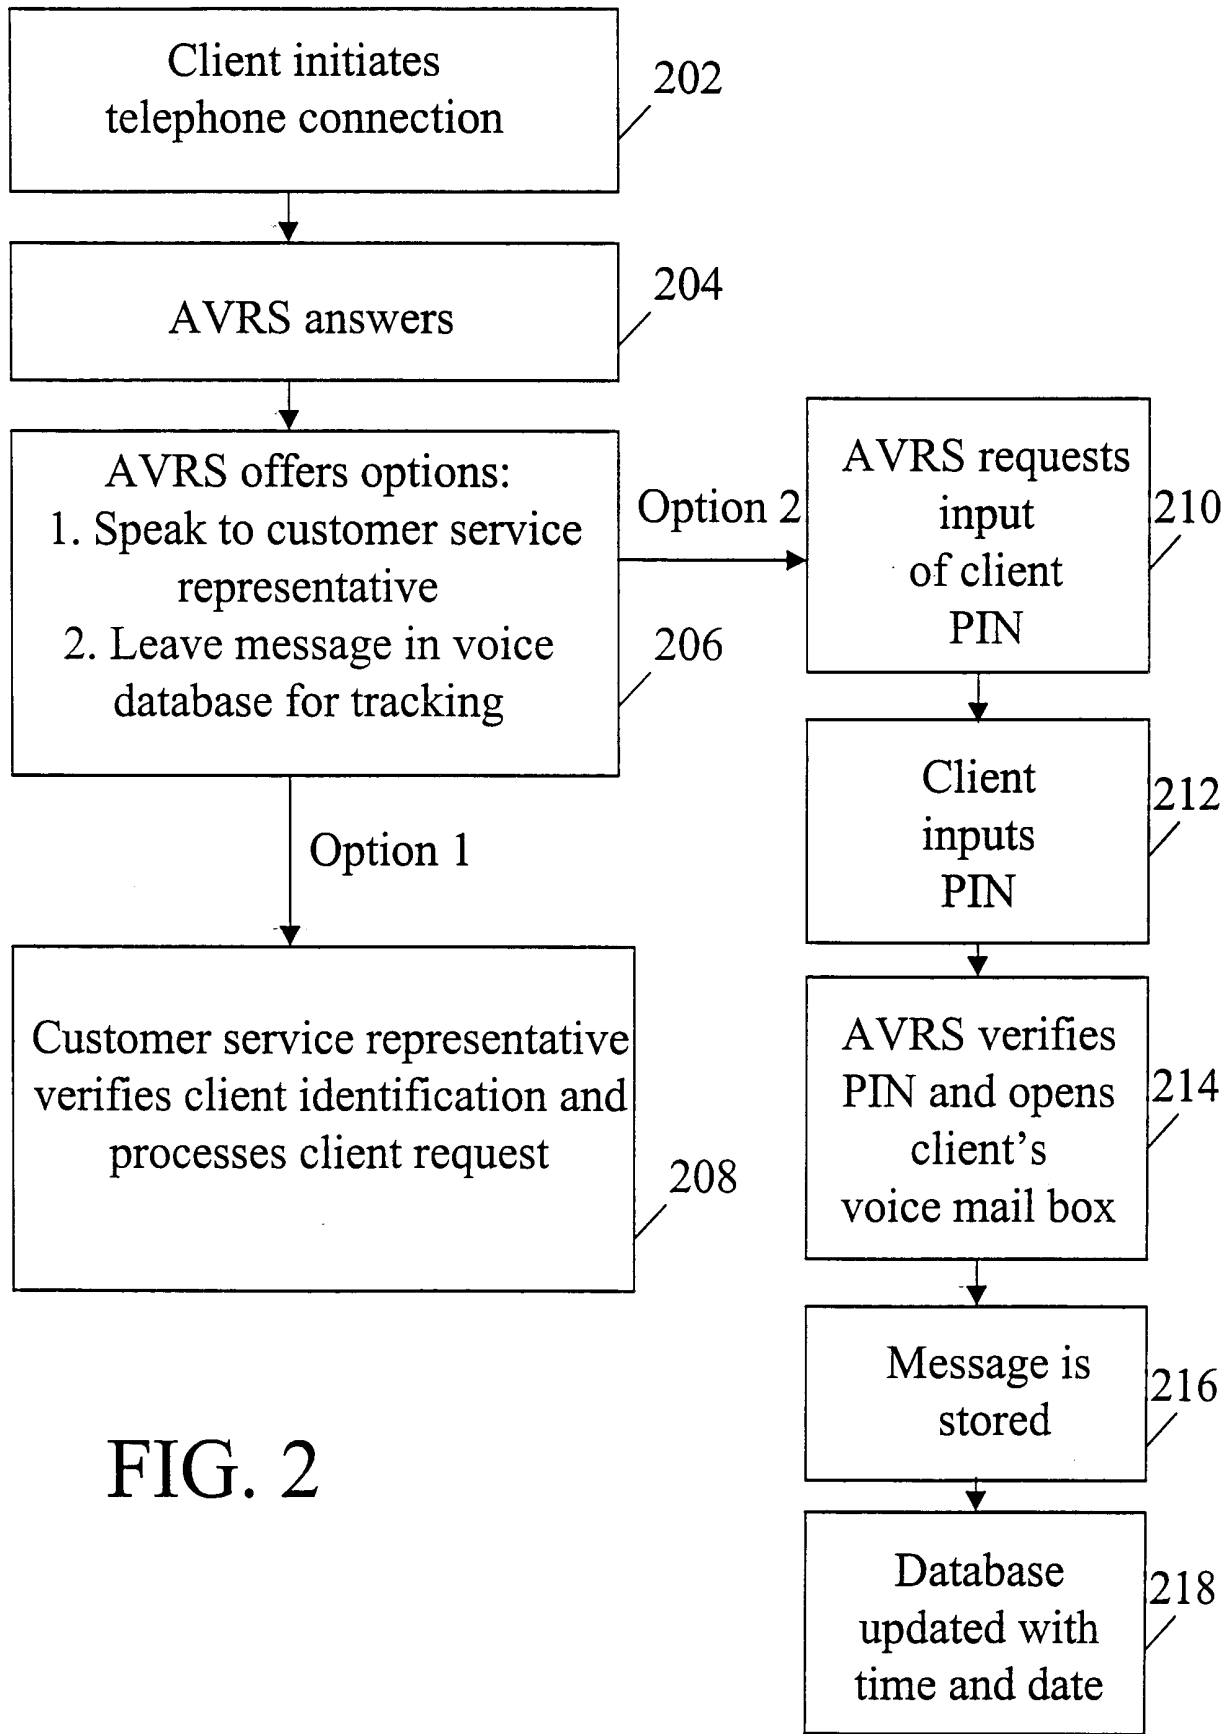 Client initiates
telephone connection
202
AVRS answers
204
AVRS offers options:
1. Speak to customer service
representative
2. Leave message in voice
database for tracking
206
Option 1
Customer service representative
verifies client identification and
processes client request
208
Option 2
AVRS requests
input
of client
PIN
210
Client
inputs
PIN
212
AVRS verifies
PIN and opens
client's
voice mail box
214
Message is
stored
216
Database
updated with
time and date
218
FIG. 2